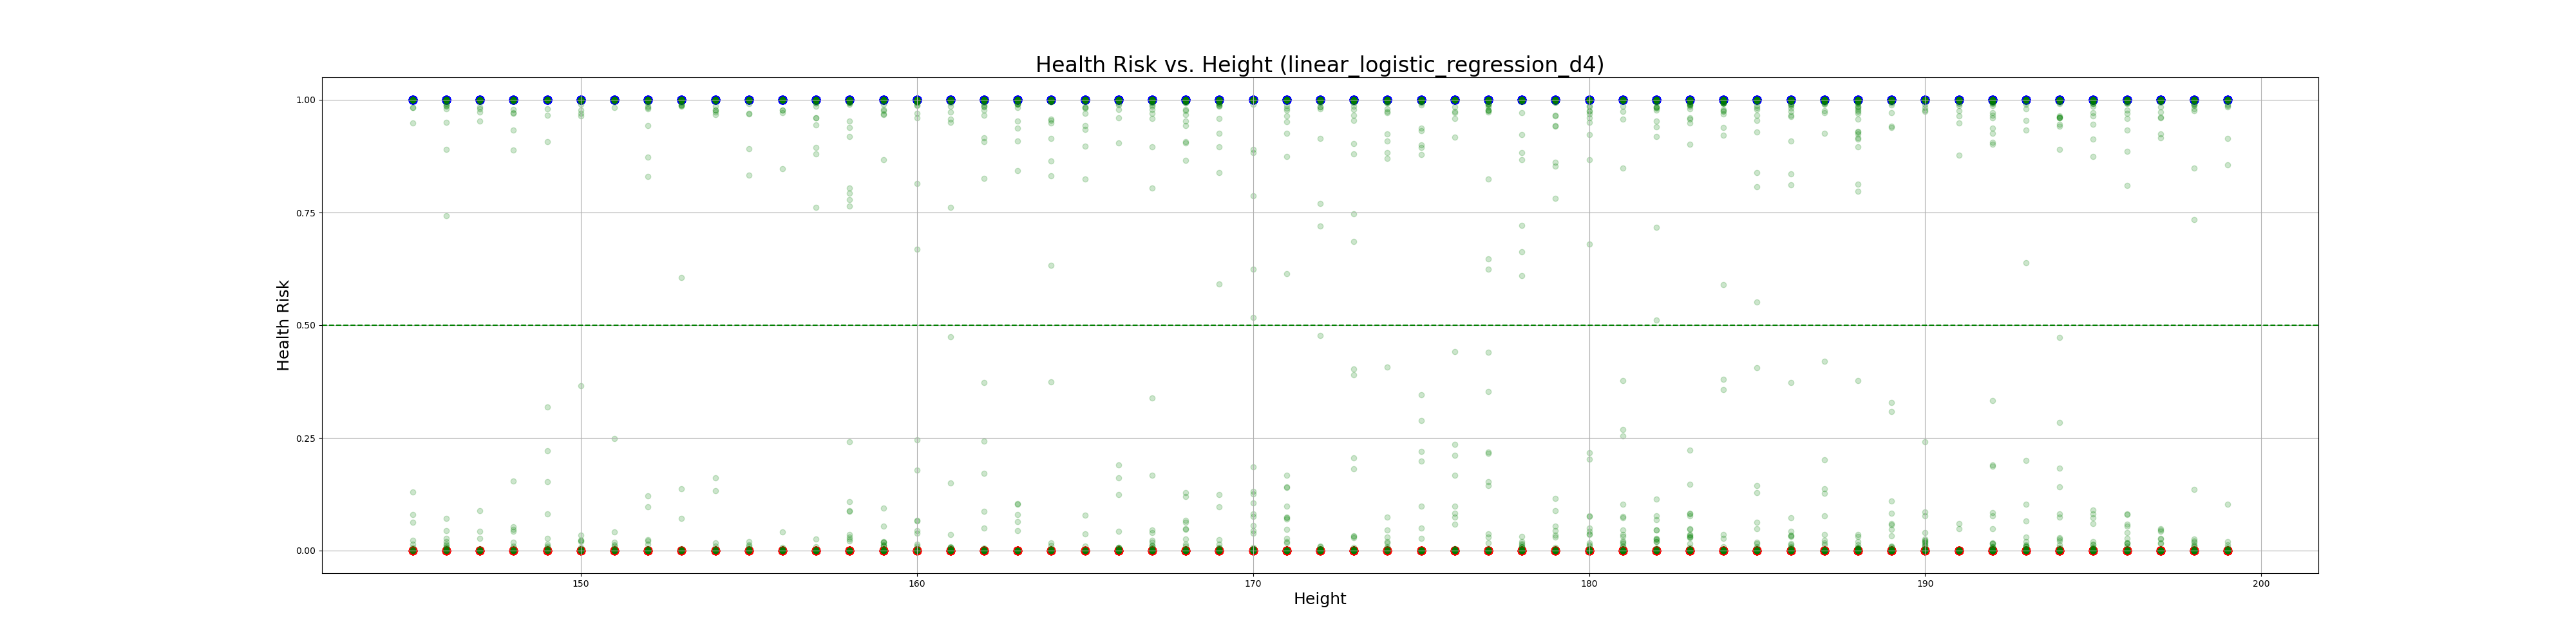 Health Risk vs. Height (linear_logistic_regression_d4)
1.00
0.75
0.50
0.25
0.00
Health Risk
150 160 170 180 190 200
Height